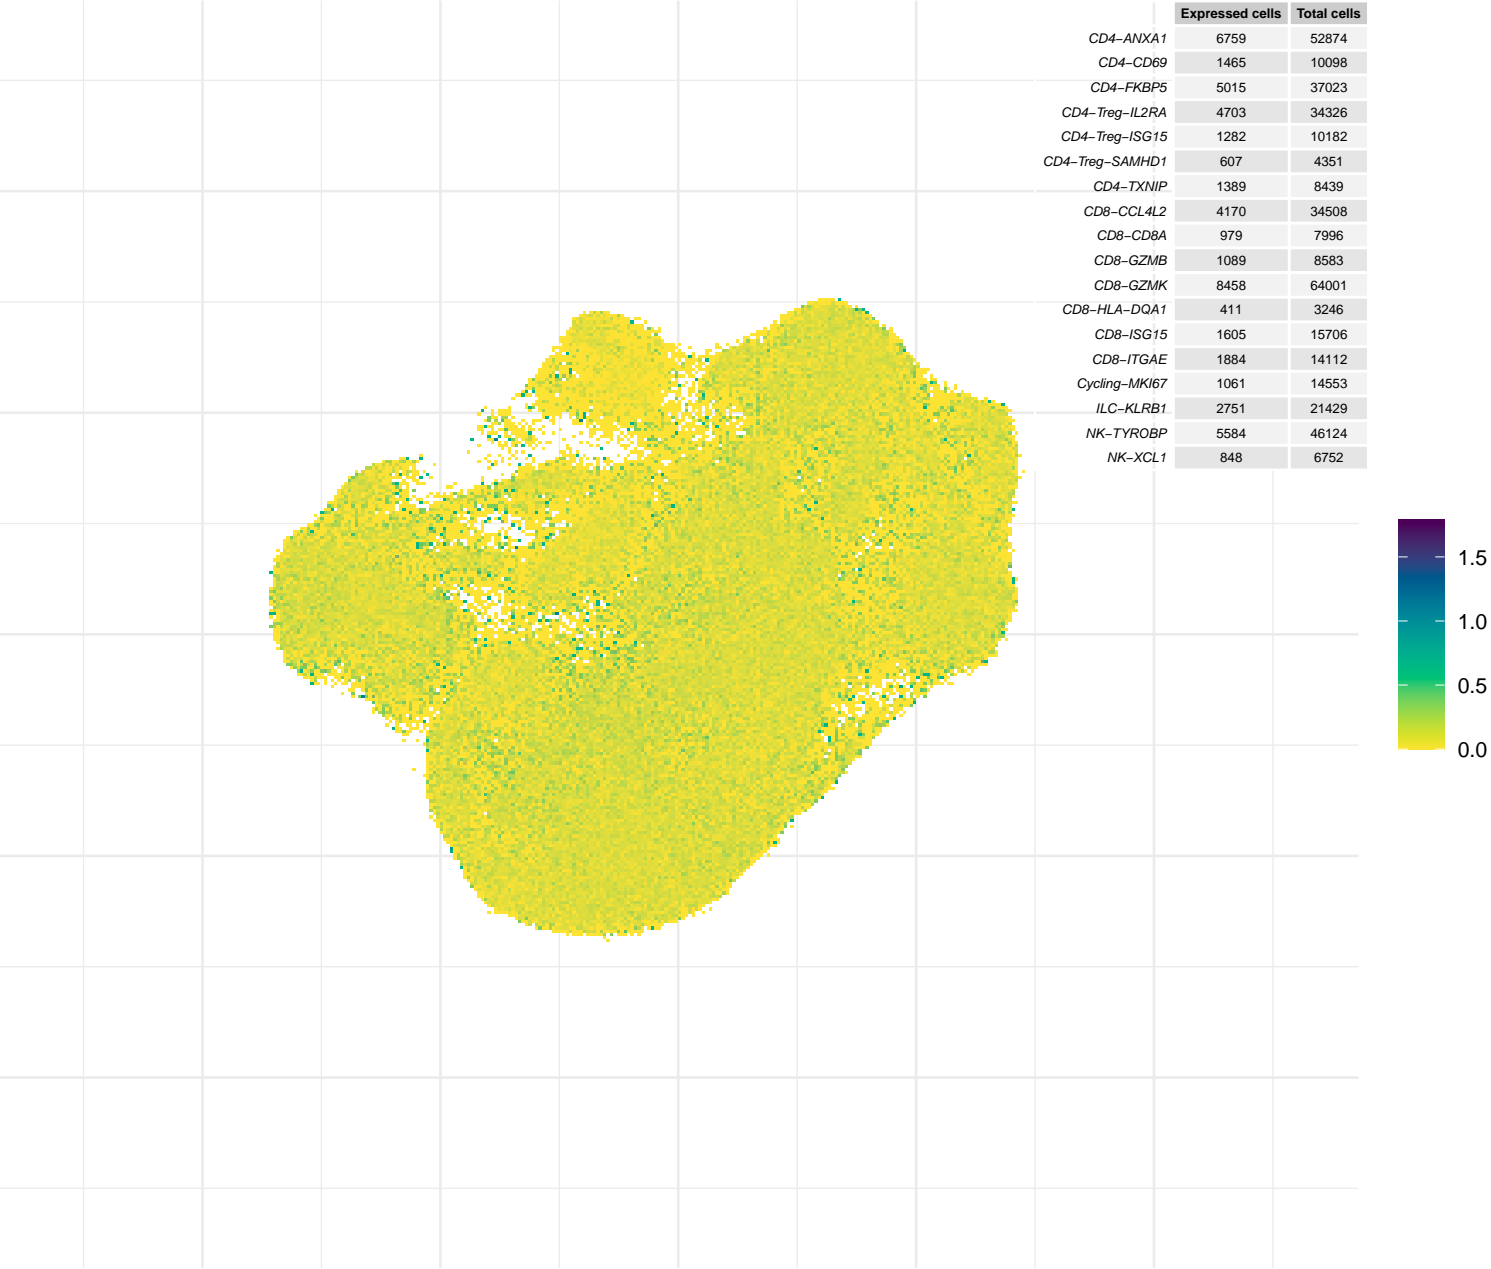 Expressed cells Total cells
CD4−ANXA1 6759 52874
CD4−CD69 1465 10098
CD4−FKBP5 5015 37023
CD4−Treg−IL2RA 4703 34326
CD4−Treg−ISG15 1282 10182
CD4−Treg−SAMHD1 607 4351
CD4−TXNIP 1389 8439
CD8−CCL4L2 4170 34508
CD8−CD8A 979 7996
CD8−GZMB 1089 8583
CD8−GZMK 8458 64001
CD8−HLA−DQA1 411 3246
CD8−ISG15 1605 15706
CD8−ITGAE 1884 14112
Cycling−MKI67 1061 14553
ILC−KLRB1 2751 21429
NK−TYROBP 5584 46124
NK−XCL1 848 6752
1.5
1.0
0.5
0.0